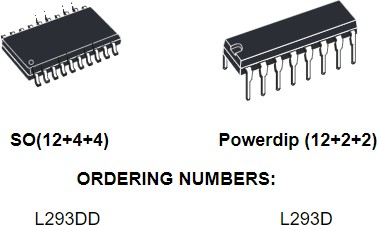 SO(12+4+4) Powerdip (12+2+2)
ORDERING NUMBERS:
L293DD L293D